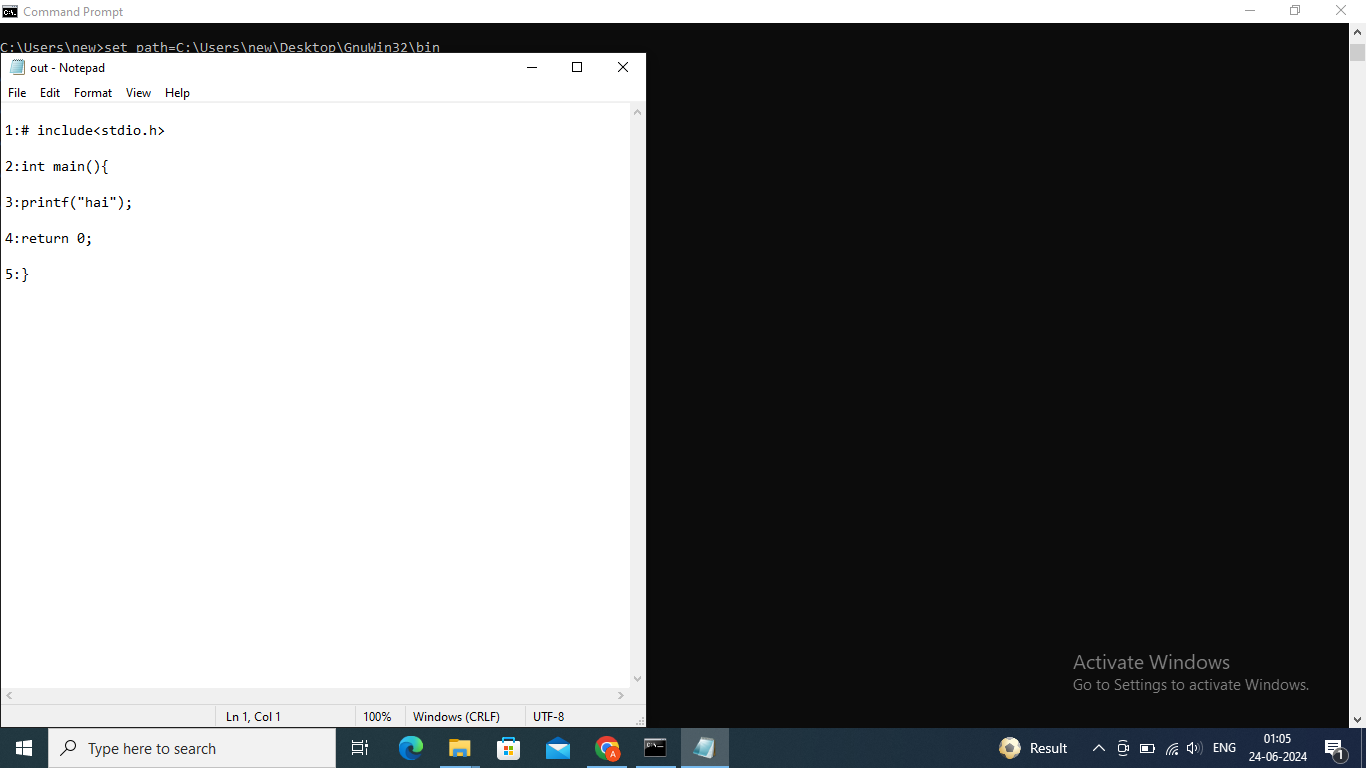 Command Prompt
C:\Users\new>set path=C:\Users\new\Desktop\GnuWin32\bin
out - Notepad
File Edit Format View Help
1:# include<stdio.h>
2:int main(){
3:printf("hai");
4:return 0;
5:}
Activate Windows
Go to Settings to activate Windows.
Ln 1, Col 1 100% Windows (CRLF) UTF-8
Type here to search
A
Result
ENG
01:05
24-06-2024
1